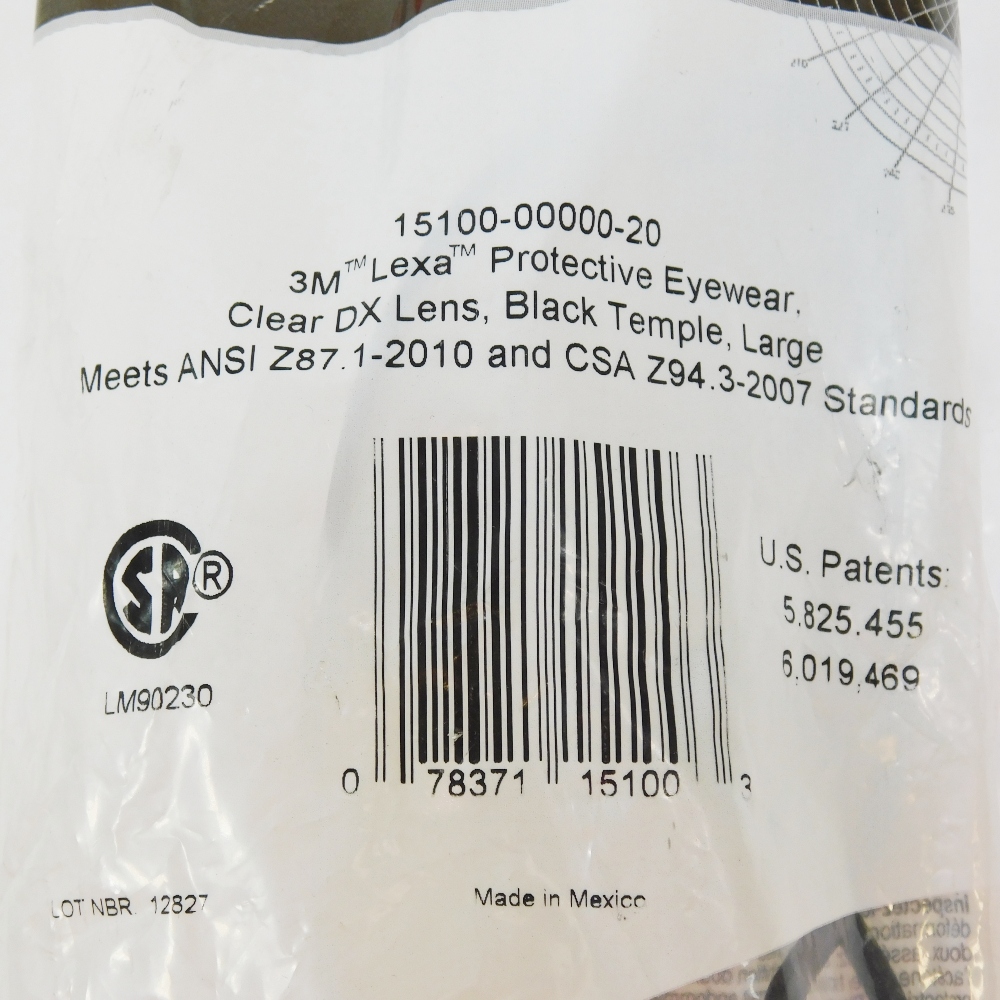 15100-00000-20
3M™ Lexa™ Protective Eyewear,
Clear DX Lens, Black Temple, Large
Meets ANSI Z87.1-2010 and CSA Z94.3-2007 Standards
CSA®
LM90230
U.S. Patents:
5,825,455
6,019,469
0 78371 15100 3
LOT NBR 12827
Made in Mexico